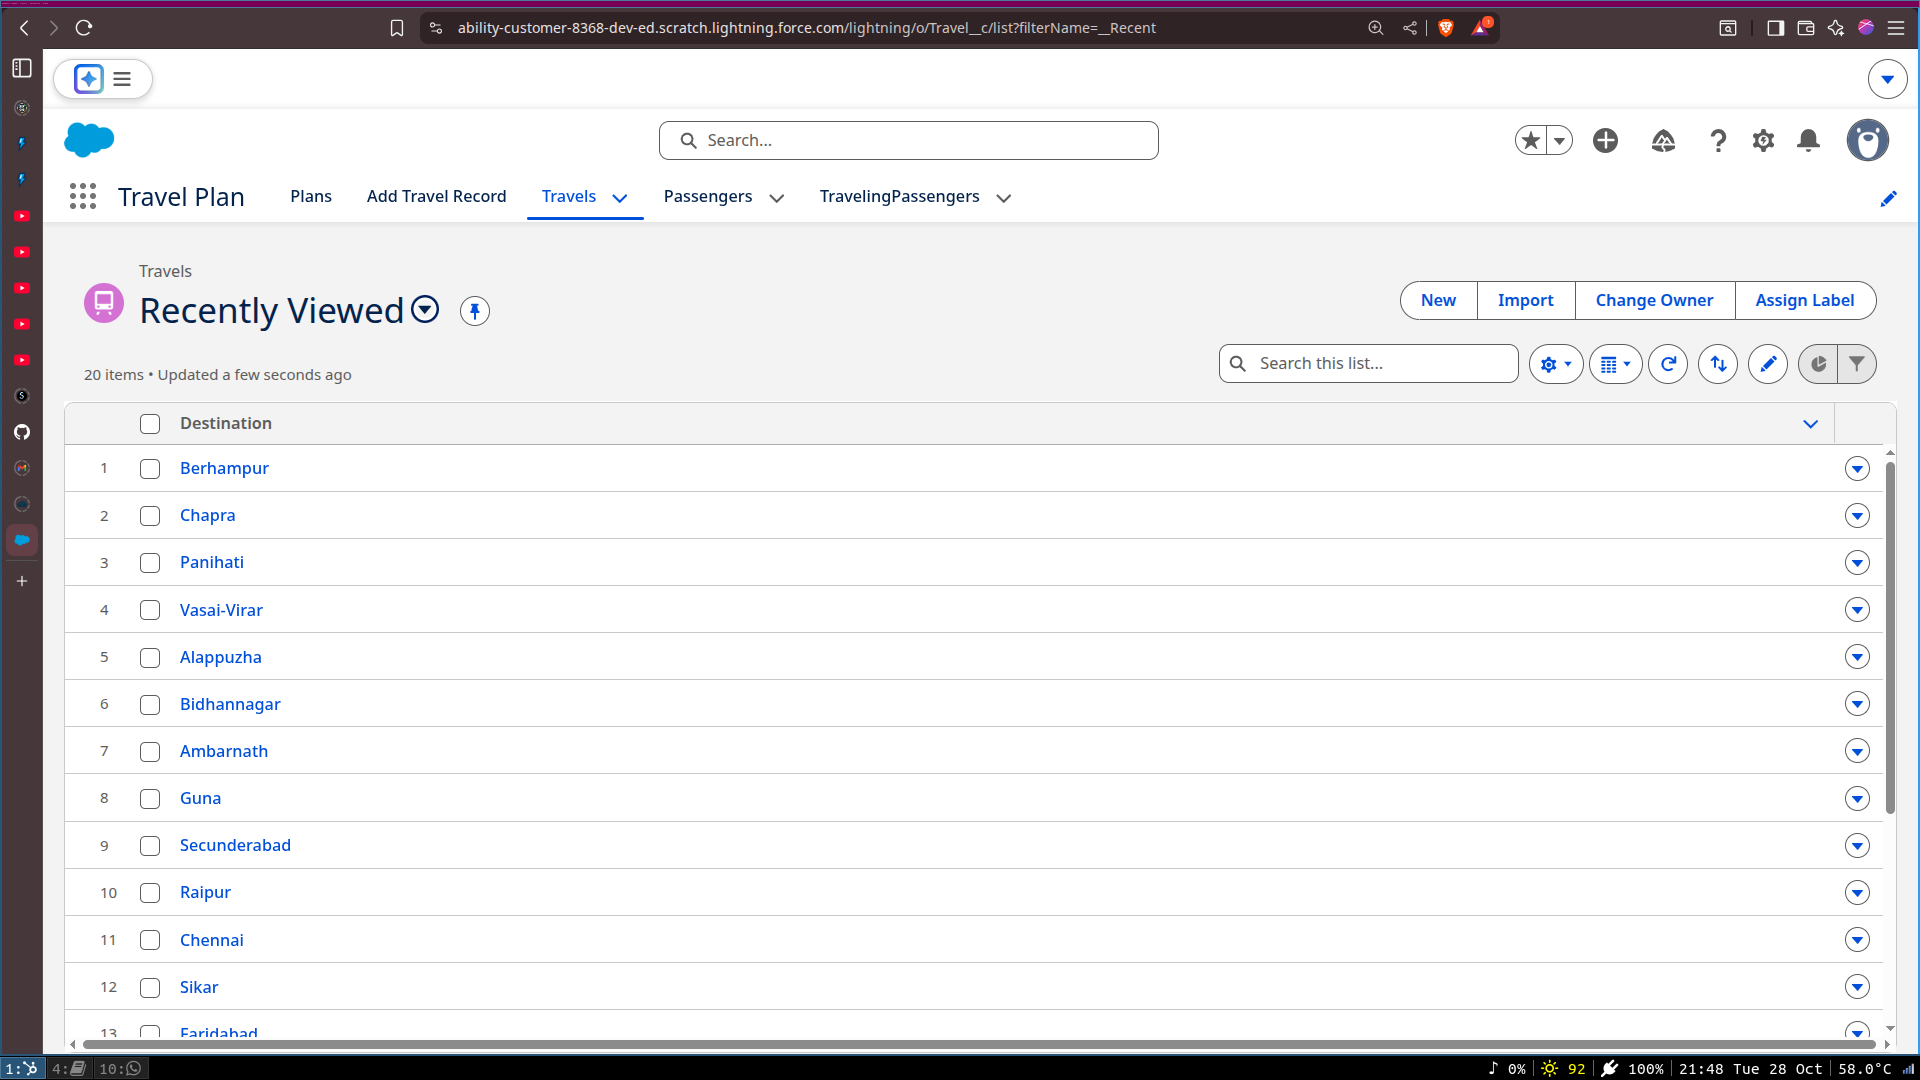 ability-customer-8368-dev-ed.scratch.lightning.force.com/lightning/o/Travel__c/list?filterName=__Recent
1
Search...
Travel Plan
Plans
Add Travel Record
Travels
Passengers
TravelingPassengers
Travels
Recently Viewed
New
Import
Change Owner
Assign Label
20 items • Updated a few seconds ago
Search this list...
Destination
1 Berhampur
2 Chapra
3 Panihati
4 Vasai-Virar
5 Alappuzha
6 Bidhannagar
7 Ambarnath
8 Guna
9 Secunderabad
10 Raipur
11 Chennai
12 Sikar
13 Faridabad
1:
4:
10:
0%
92
100%
21:48 Tue 28 Oct
58.0°C